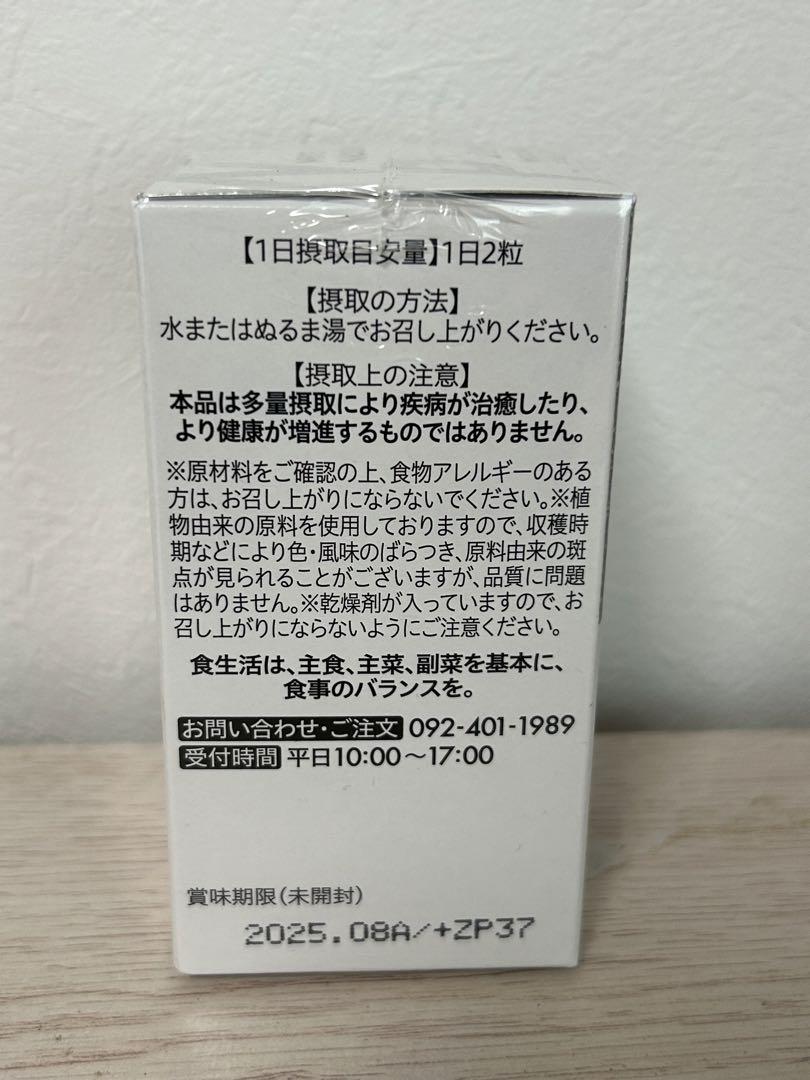 【1日摂取目安量】1日2粒
【摂取の方法】
水またはぬるま湯でお召し上がりください。
【摂取上の注意】
本品は多量摂取により疾病が治癒したり、
より健康が増進するものではありません。
※原材料をご確認の上、食物アレルギーのある
方は、お召し上がりにならないでください。※植
物由来の原料を使用しておりますので、収穫時
期などにより色・風味のばらつき、原料由来の斑
点が見られることがございますが、品質に問題
はありません。※乾燥剤が入っていますので、お
召し上がりにならないようにご注意ください。
食生活は、主食、主菜、副菜を基本に、
食事のバランスを。
お問い合わせ・ご注文 092-401-1989
受付時間 平日10:00～17:00
賞味期限(未開封)
2025.08A/+ZP37